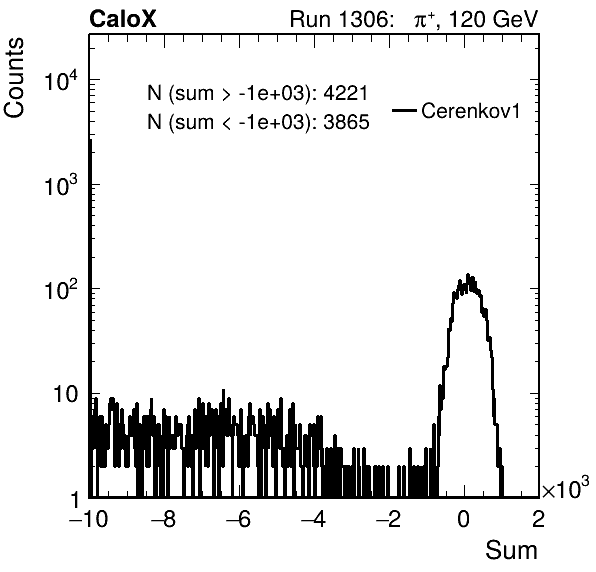 CaloX
Run 1306: π⁺, 120 GeV
Counts
N (sum > -1e+03): 4221
N (sum < -1e+03): 3865
Cerenkov1
10⁴
10³
10²
10
1
−10 −8 −6 −4 −2 0 2
×10³
Sum